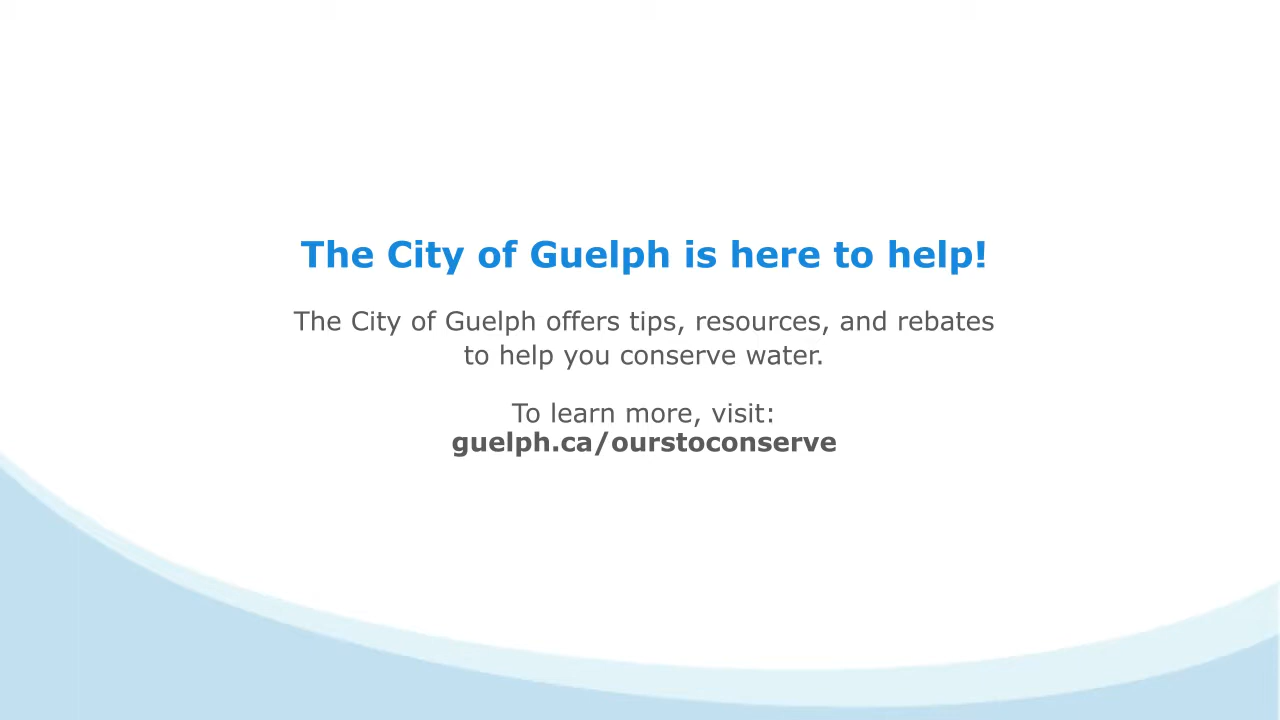 The City of Guelph is here to help!
The City of Guelph offers tips, resources, and rebates
to help you conserve water.
To learn more, visit:
guelph.ca/ourstoconserve